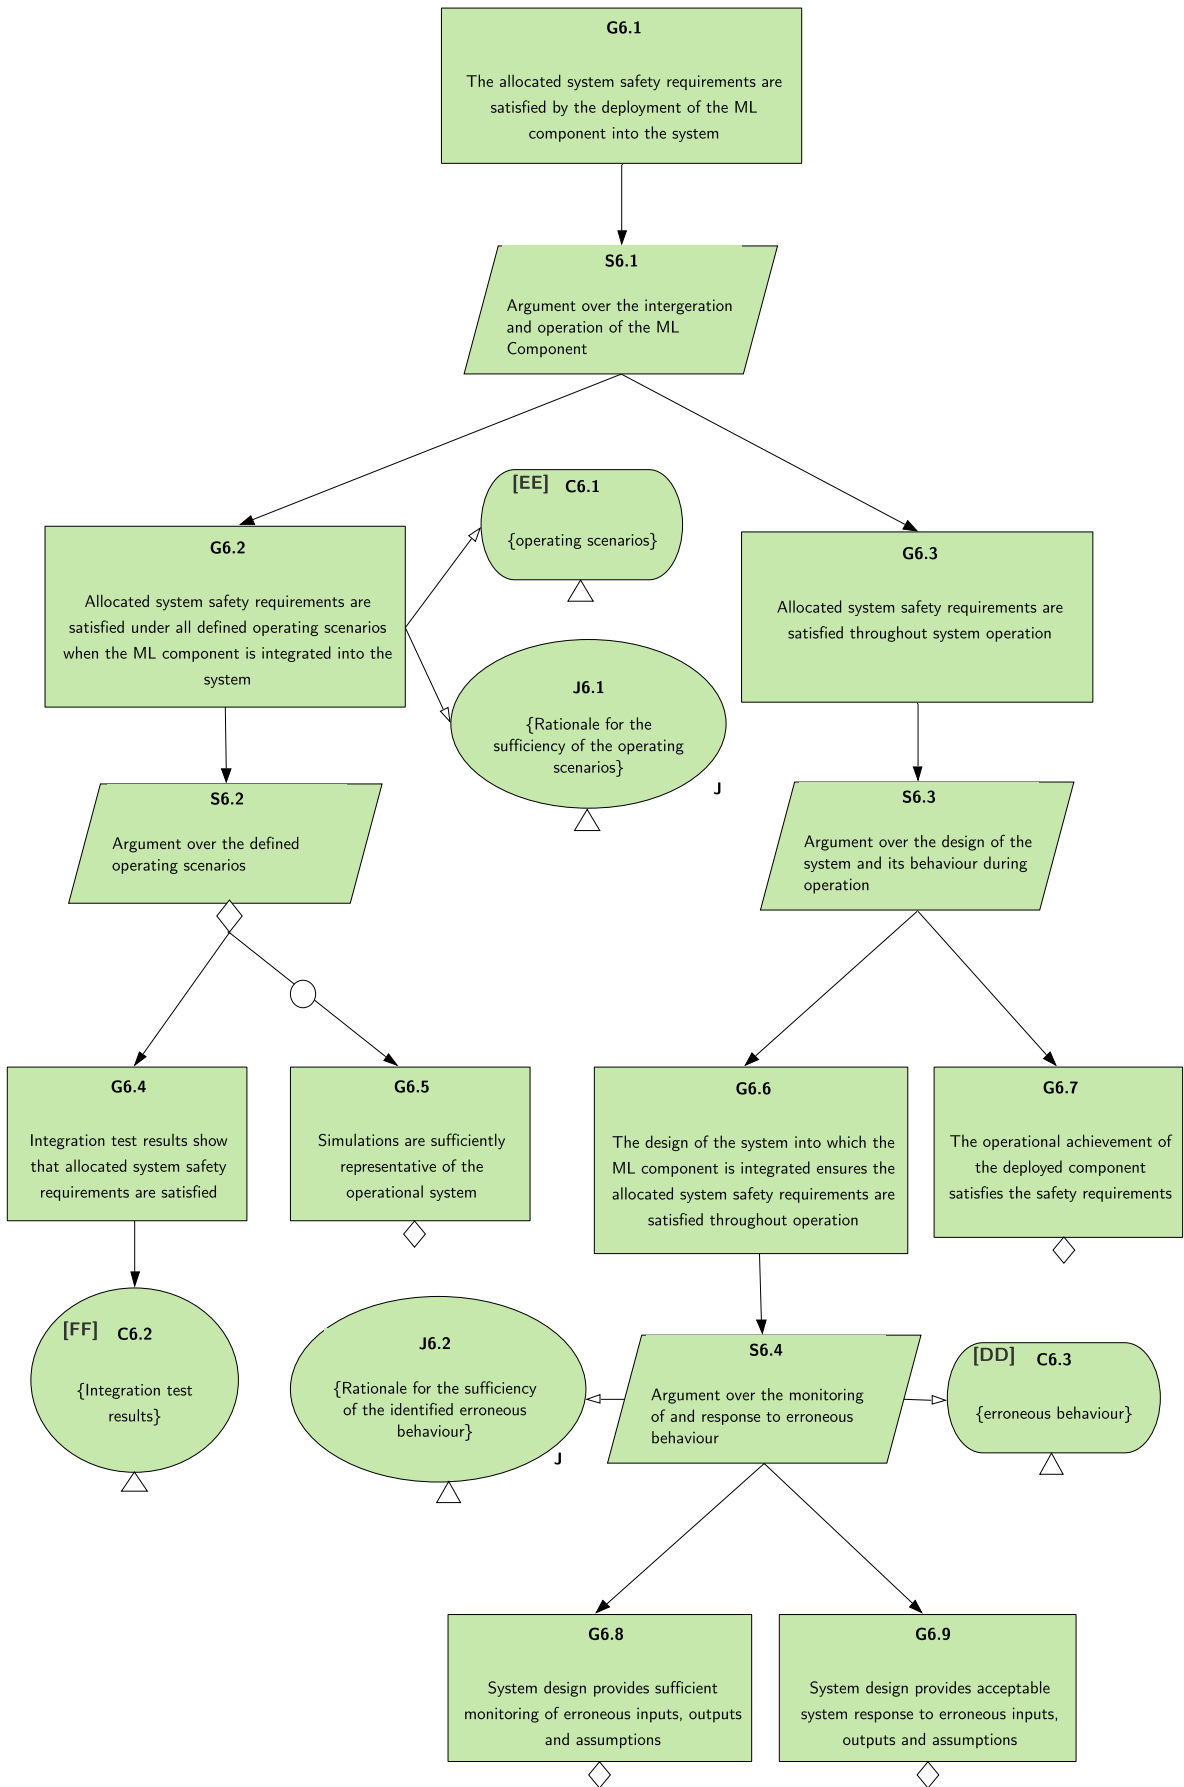 G6.1
The allocated system safety requirements are
satisfied by the deployment of the ML
component into the system
S6.1
Argument over the intergeration
and operation of the ML
Component
[EE] C6.1
{operating scenarios}
G6.2
Allocated system safety requirements are
satisfied under all defined operating scenarios
when the ML component is integrated into the
system
G6.3
Allocated system safety requirements are
satisfied throughout system operation
J6.1
{Rationale for the
sufficiency of the operating
scenarios}
J
S6.2
Argument over the defined
operating scenarios
S6.3
Argument over the design of the
system and its behaviour during
operation
G6.4
Integration test results show
that allocated system safety
requirements are satisfied
G6.5
Simulations are sufficiently
representative of the
operational system
G6.6
The design of the system into which the
ML component is integrated ensures the
allocated system safety requirements are
satisfied throughout operation
G6.7
The operational achievement of
the deployed component
satisfies the safety requirements
[FF] C6.2
{Integration test
results}
J6.2
{Rationale for the sufficiency
of the identified erroneous
behaviour}
J
S6.4
Argument over the monitoring
of and response to erroneous
behaviour
[DD] C6.3
{erroneous behaviour}
G6.8
System design provides sufficient
monitoring of erroneous inputs, outputs
and assumptions
G6.9
System design provides acceptable
system response to erroneous inputs,
outputs and assumptions